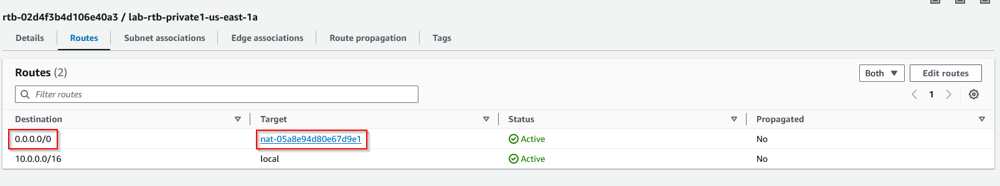 rtb-02d4f3b4d106e40a3 / lab-rtb-private1-us-east-1a
Details Routes Subnet associations Edge associations Route propagation Tags
Routes (2) Both Edit routes
Filter routes 1
Destination Target Status Propagated
0.0.0.0/0 nat-05a8e94d80e67d9e1 Active No
10.0.0.0/16 local Active No